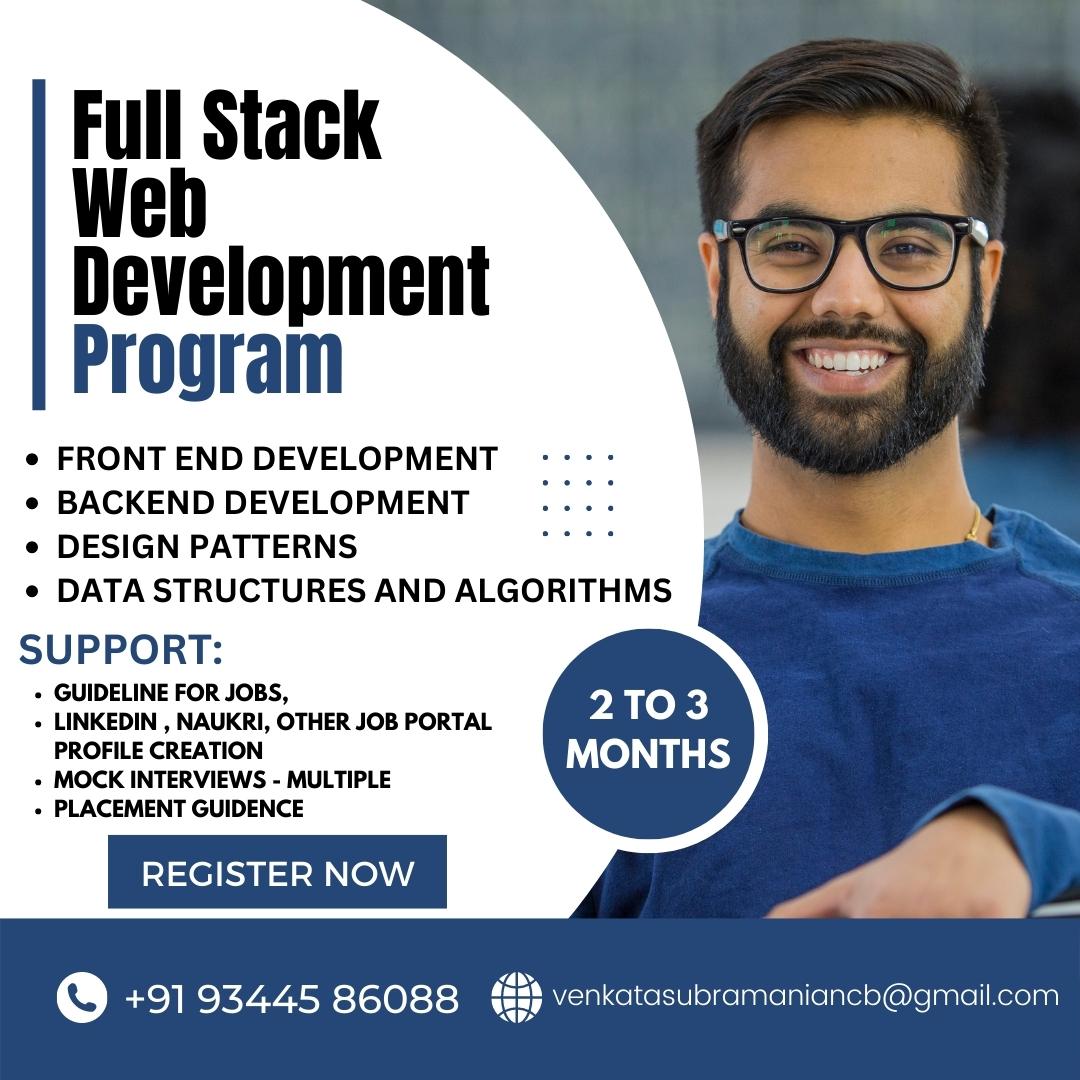 Full Stack
Web
Development
Program
• FRONT END DEVELOPMENT
• BACKEND DEVELOPMENT
• DESIGN PATTERNS
• DATA STRUCTURES AND ALGORITHMS
SUPPORT:
• GUIDELINE FOR JOBS,
• LINKEDIN , NAUKRI, OTHER JOB PORTAL
PROFILE CREATION
• MOCK INTERVIEWS - MULTIPLE
• PLACEMENT GUIDENCE
2 TO 3
MONTHS
REGISTER NOW
+91 93445 86088
venkatasubramaniancb@gmail.com